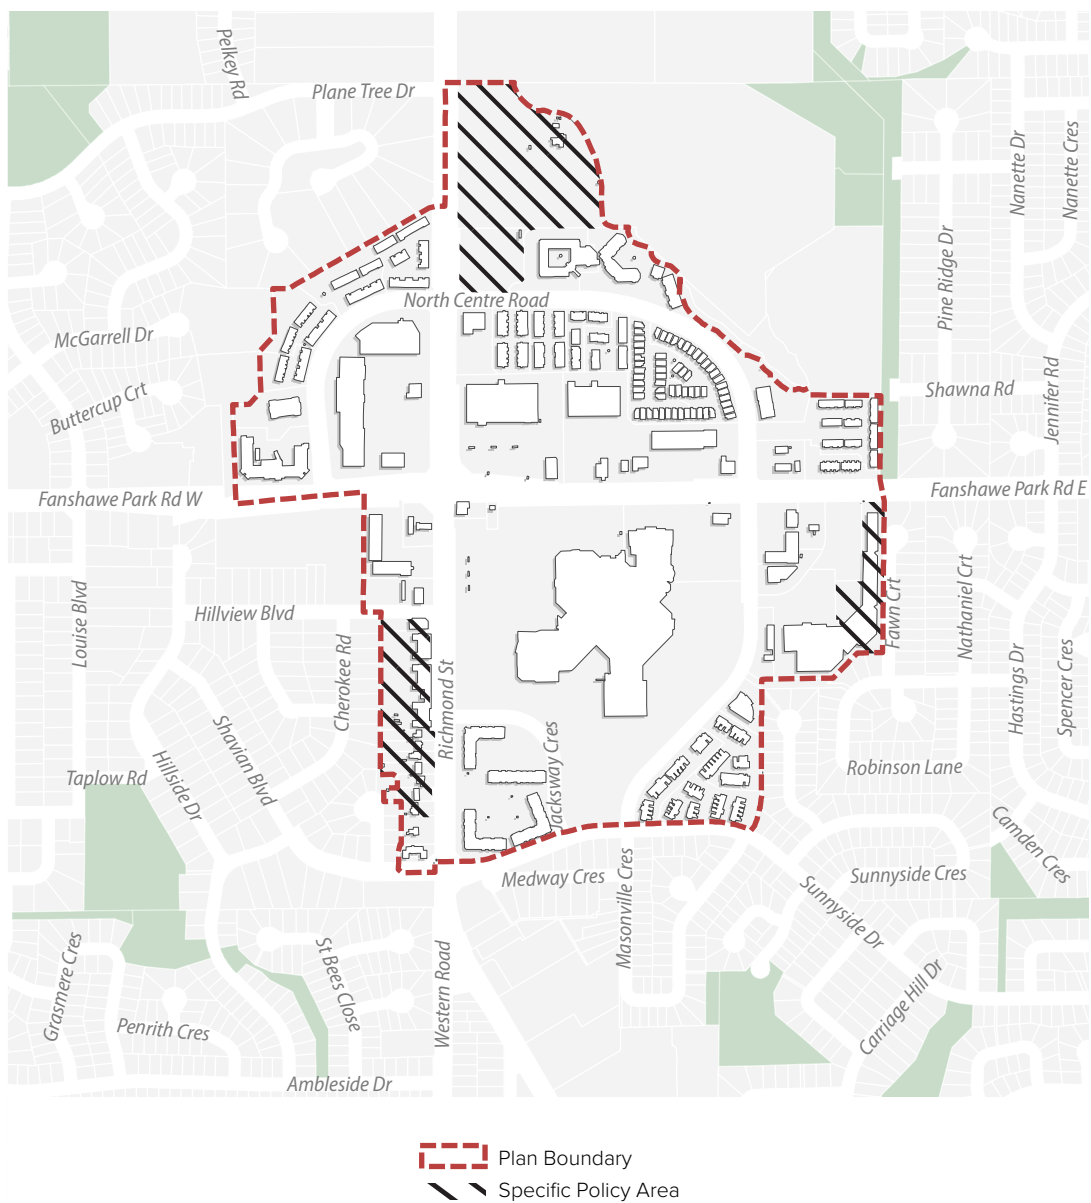 Pelkey Rd
Plane Tree Dr
Nanette Dr
Nanette Cres
Pine Ridge Dr
North Centre Road
McGarrell Dr
Buttercup Crt
Shawna Rd
Jennifer Rd
Fanshawe Park Rd W
Fanshawe Park Rd E
Louise Blvd
Hillview Blvd
Cherokee Rd
Richmond St
Fawn Crt
Nathaniel Crt
Hastings Dr
Spencer Cres
Shavian Blvd
Hillside Dr
Taplow Rd
Jacksway Cres
Robinson Lane
Camden Cres
Medway Cres
Masonville Cres
Sunnyside Cres
Sunnyside Dr
Grasmere Cres
Penrith Cres
St Bees Close
Western Road
Carriage Hill Dr
Ambleside Dr
Plan Boundary
Specific Policy Area